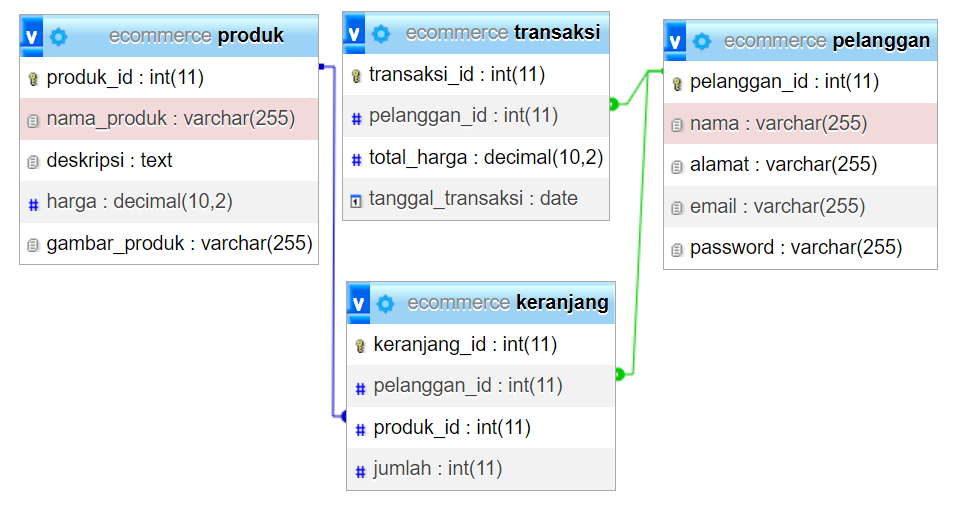 v ecommerce produk
produk_id : int(11)
nama_produk : varchar(255)
deskripsi : text
# harga : decimal(10,2)
gambar_produk : varchar(255)
v ecommerce transaksi
transaksi_id : int(11)
# pelanggan_id : int(11)
# total_harga : decimal(10,2)
1 tanggal_transaksi : date
v ecommerce pelanggan
pelanggan_id : int(11)
nama : varchar(255)
alamat : varchar(255)
email : varchar(255)
password : varchar(255)
v ecommerce keranjang
keranjang_id : int(11)
# pelanggan_id : int(11)
# produk_id : int(11)
# jumlah : int(11)